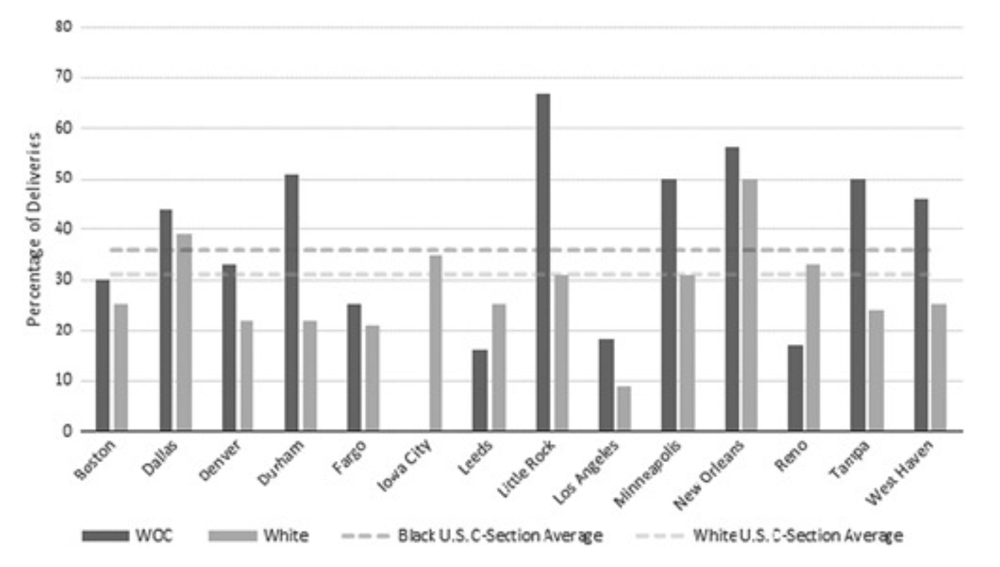 80
70
60
50
40
30
20
10
0
Percentage of Deliveries
Boston
Dallas
Denver
Durham
Fargo
Iowa City
Leeds
Little Rock
Los Angeles
Minneapolis
New Orleans
Reno
Tampa
West Haven
WOC White Black U.S. C-Section Average White U.S. C-Section Average